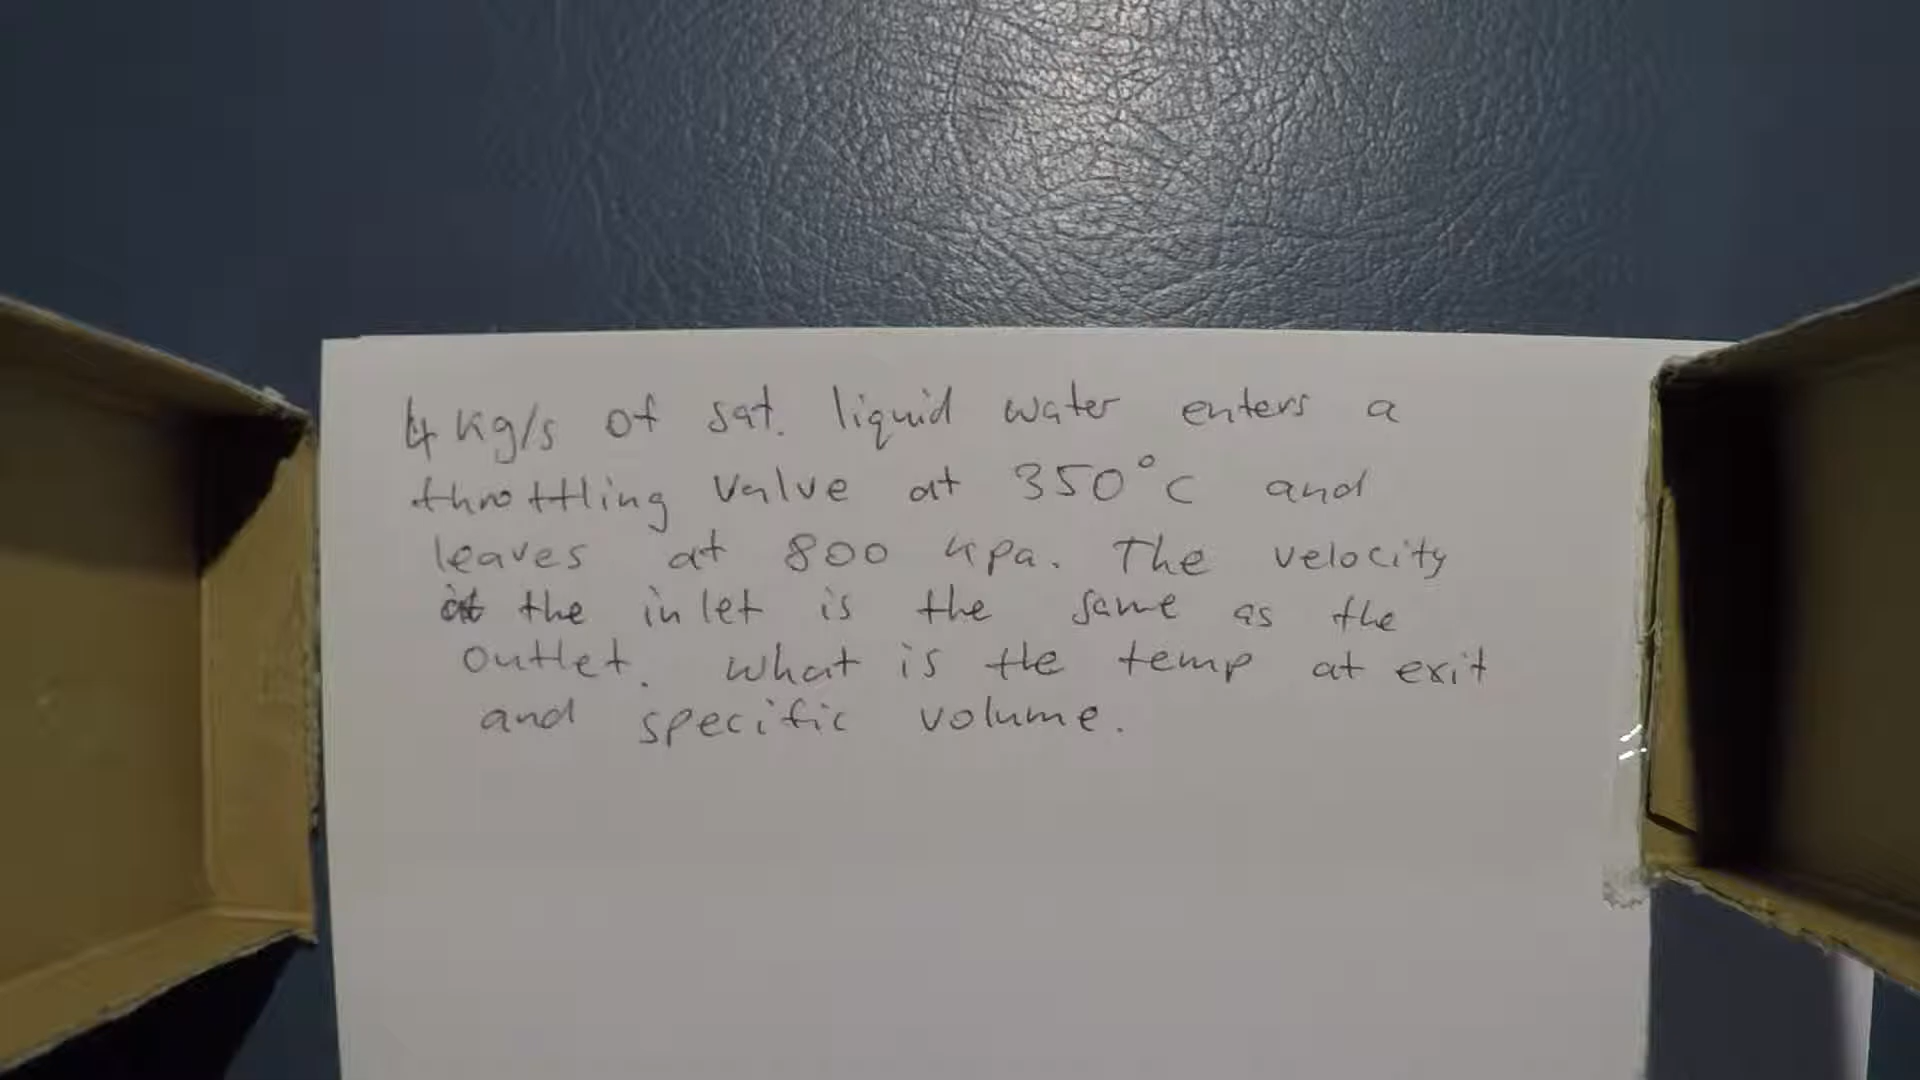 4 kg/s of sat. liquid water enters a
throttling valve at 350°C and
leaves at 800 kpa. The velocity
at the inlet is the same as the
outlet. What is the temp at exit
and specific volume.